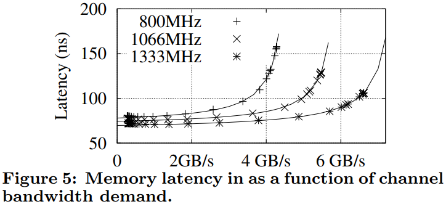 200
150
100
50
Latency (ns)
800MHz
1066MHz
1333MHz
0 2GB/s 4 GB/s 6 GB/s
Figure 5: Memory latency in as a function of channel
bandwidth demand.